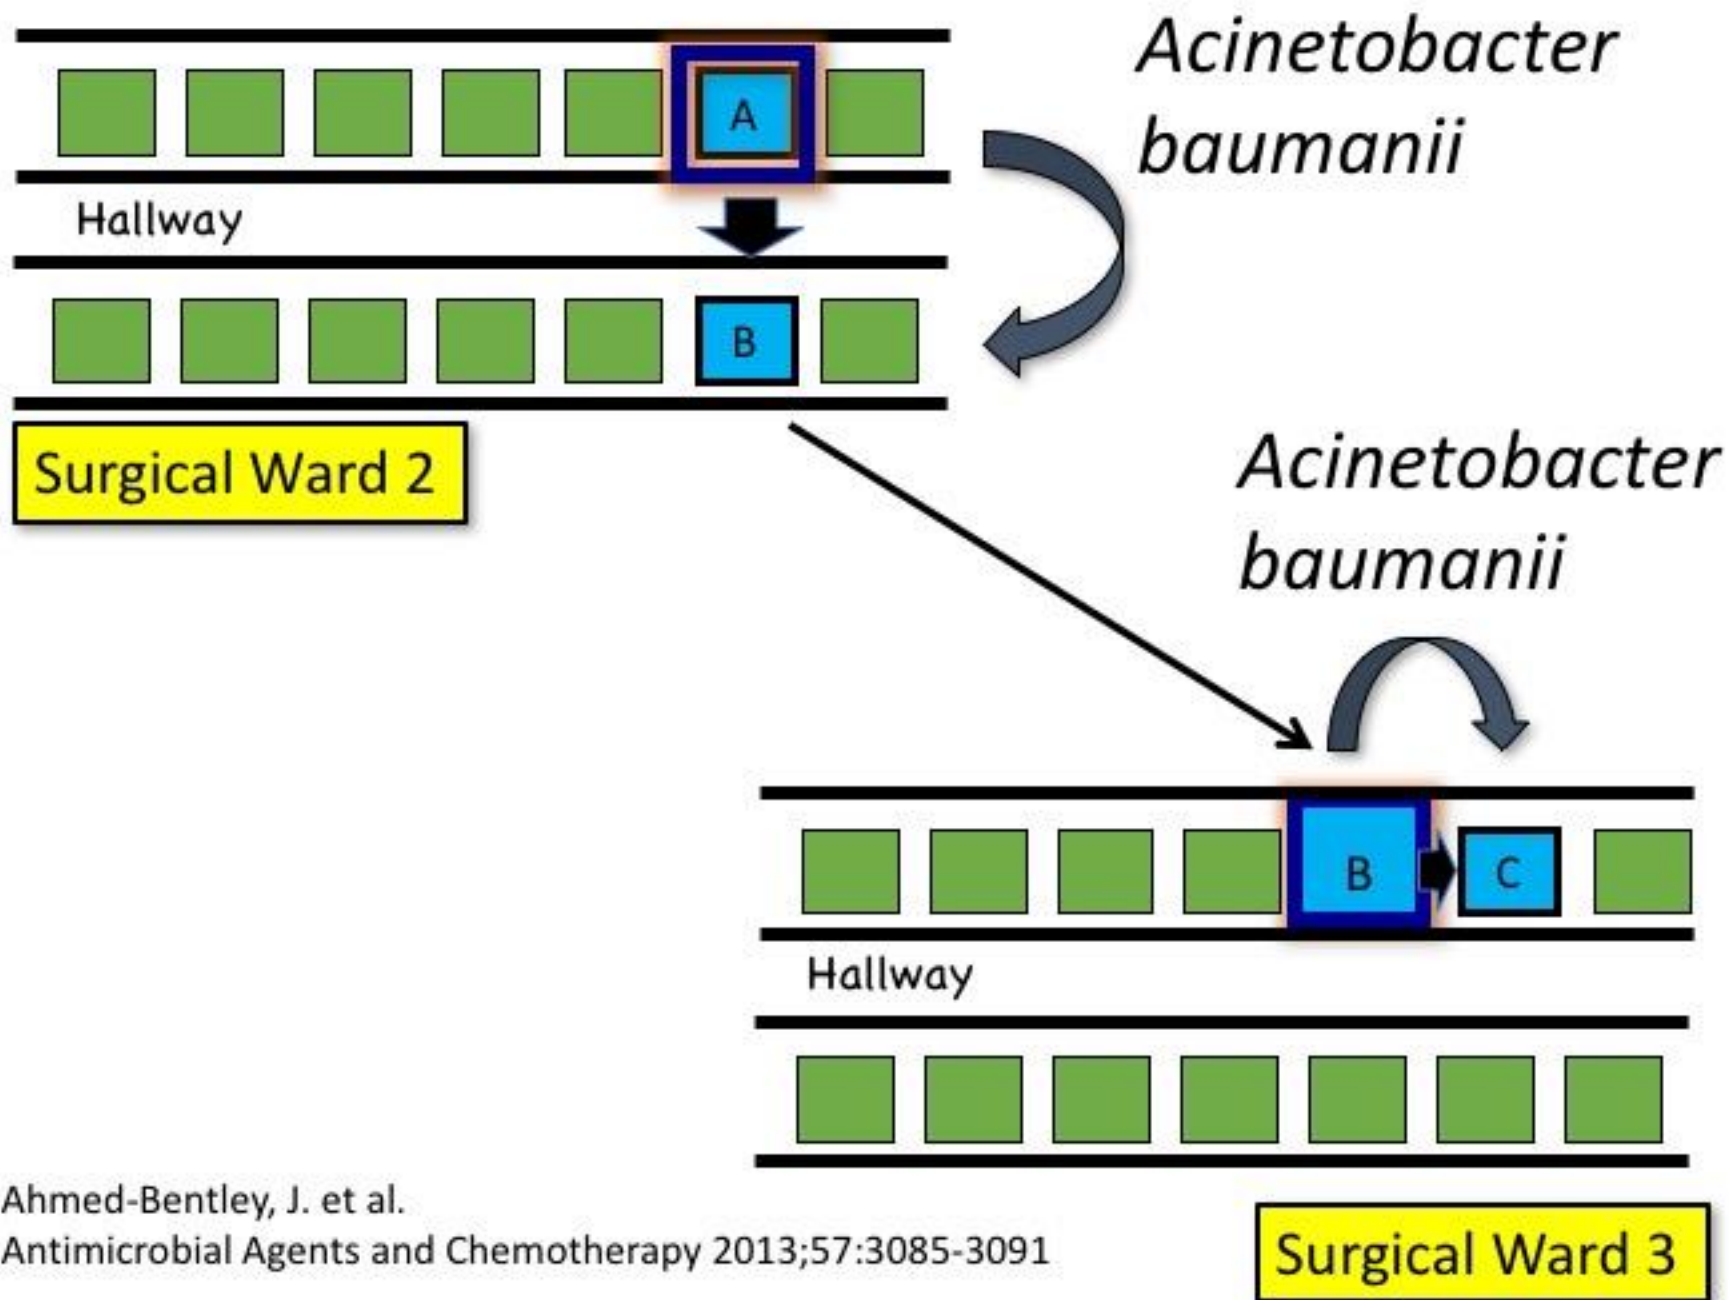 Acinetobacter
baumanii
A
Hallway
B
Surgical Ward 2
Acinetobacter
baumanii
B
C
Hallway
Ahmed-Bentley, J. et al.
Antimicrobial Agents and Chemotherapy 2013;57:3085-3091
Surgical Ward 3